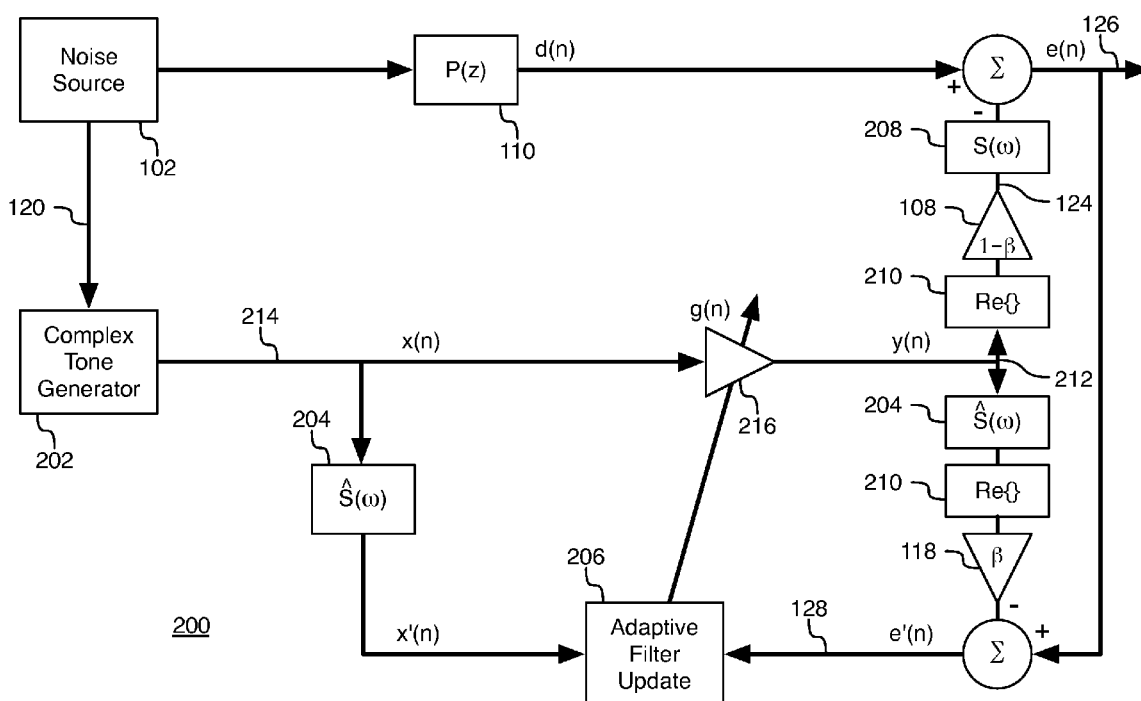 Noise
Source
102
P(z)
110
d(n)
+
Σ
-
e(n)
126
208
S(ω)
124
108
1-β
210
Re{}
120
Complex
Tone
Generator
202
214
x(n)
g(n)
216
y(n)
212
204
Ŝ(ω)
204
Ŝ(ω)
210
Re{}
118
β
-
+
Σ
200
x'(n)
206
Adaptive
Filter
Update
128
e'(n)